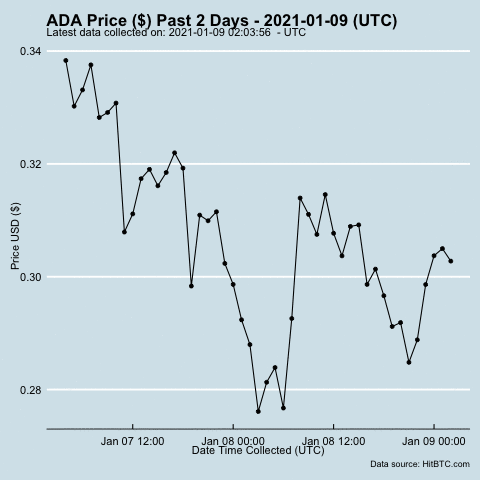 ADA Price ($) Past 2 Days - 2021-01-09 (UTC)
Latest data collected on: 2021-01-09 02:03:56 - UTC
0.34
0.32
0.30
0.28
Price USD ($)
Jan 07 12:00
Jan 08 00:00
Jan 08 12:00
Jan 09 00:00
Date Time Collected (UTC)
Data source: HitBTC.com